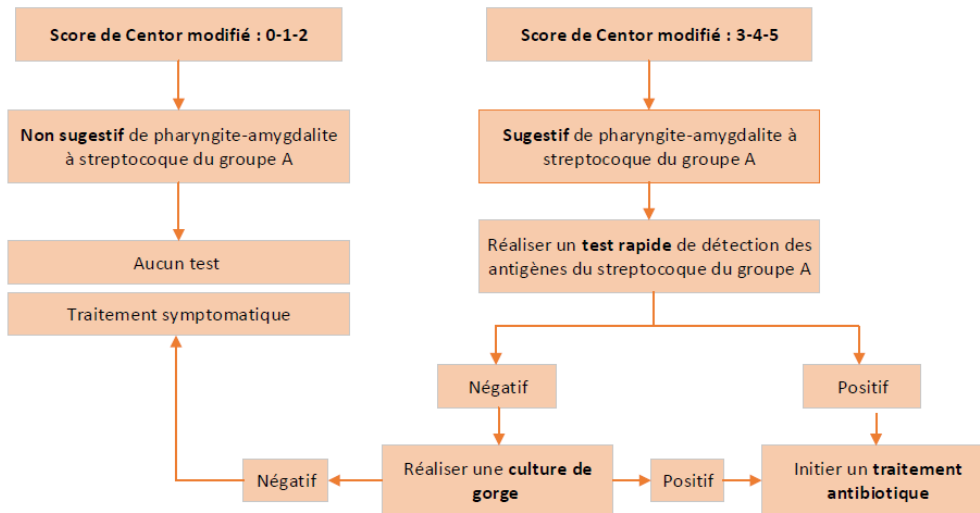 Score de Centor modifié : 0-1-2
Score de Centor modifié : 3-4-5
Non sugestif de pharyngite-amygdalite
à streptocoque du groupe A
Sugestif de pharyngite-amygdalite à
streptocoque du groupe A
Aucun test
Réaliser un test rapide de détection des
antigènes du streptocoque du groupe A
Traitement symptomatique
Négatif
Positif
Négatif
Réaliser une culture de
gorge
Positif
Initier un traitement
antibiotique